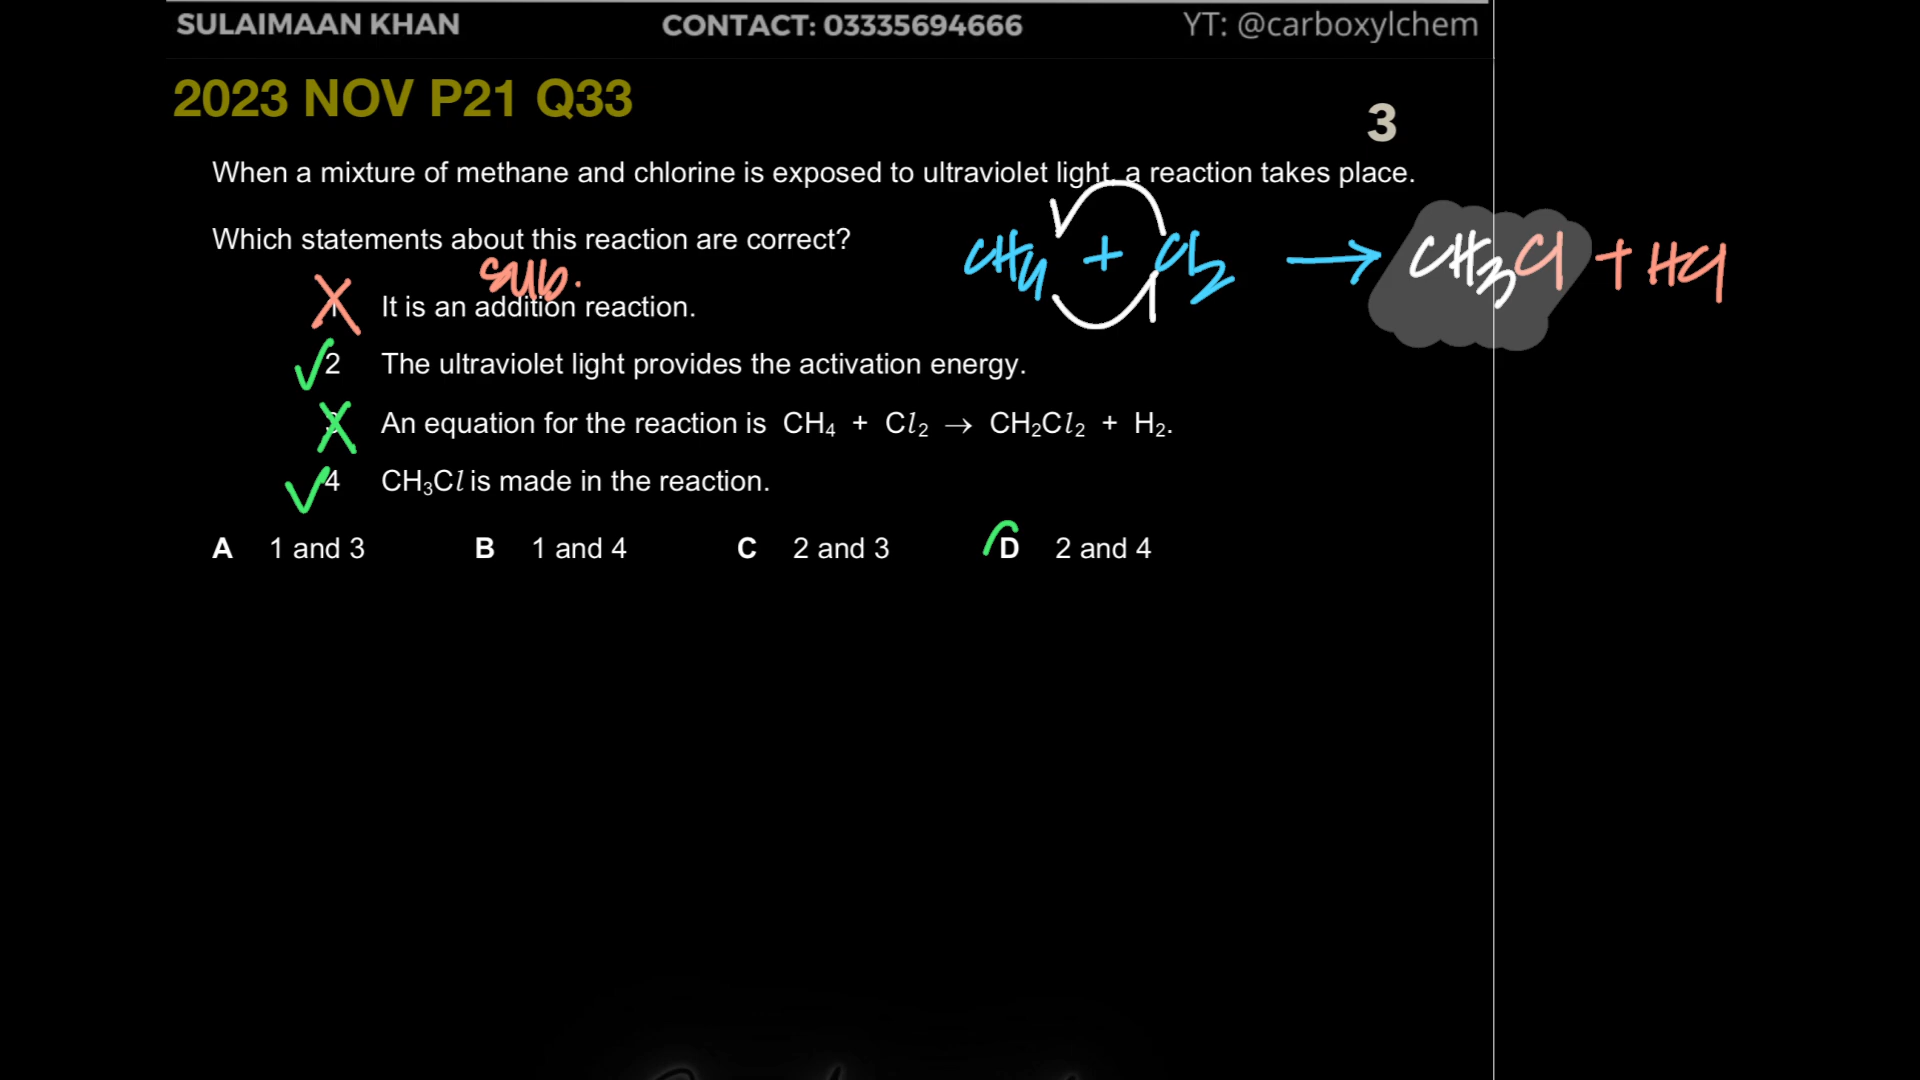 SULAIMAAN KHAN CONTACT: 03335694666 YT: @carboxylchem
2023 NOV P21 Q33
3
When a mixture of methane and chlorine is exposed to ultraviolet light, a reaction takes place.
Which statements about this reaction are correct?
CH4 + Cl2 → CH3Cl + HCl
sub.
1 It is an addition reaction.
2 The ultraviolet light provides the activation energy.
3 An equation for the reaction is CH₄ + Cl₂ → CH₂Cl₂ + H₂.
4 CH₃Cl is made in the reaction.
A 1 and 3 B 1 and 4 C 2 and 3 D 2 and 4